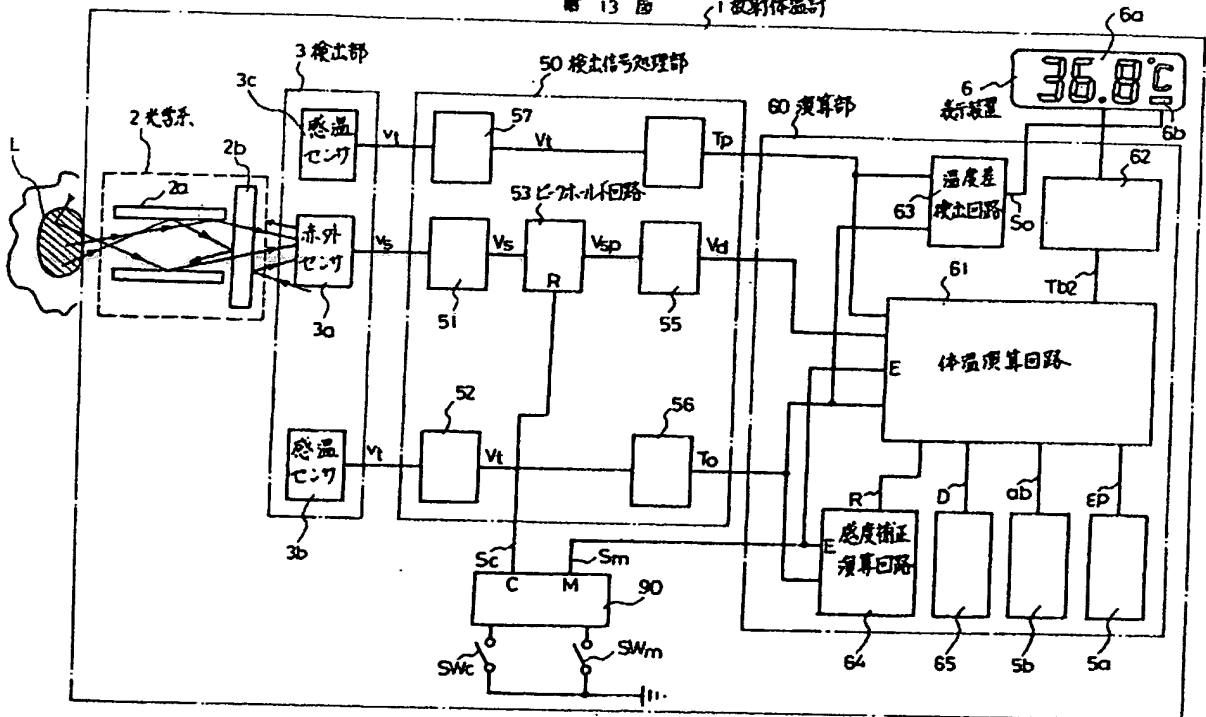 第 13 図
1 放射体温計
6a
36.8℃
6
表示装置
6b
3 検出部
50 検出信号処理部
60 演算部
2 光学系
3c
感温
センサ
vt
57
Vt
Tp
L
2a
2b
53 ピークホールド回路
温度差
検出回路
63
So
62
赤外
センサ
3a
vs
51
Vs
R
Vsp
55
Vd
Tb2
61
E
体温演算回路
感温
センサ
3b
vt
52
Vt
56
To
R
D
εb
εp
Sc
Sm
C
M
90
E
感度補正
演算回路
64
65
5b
5a
SWc
SWm